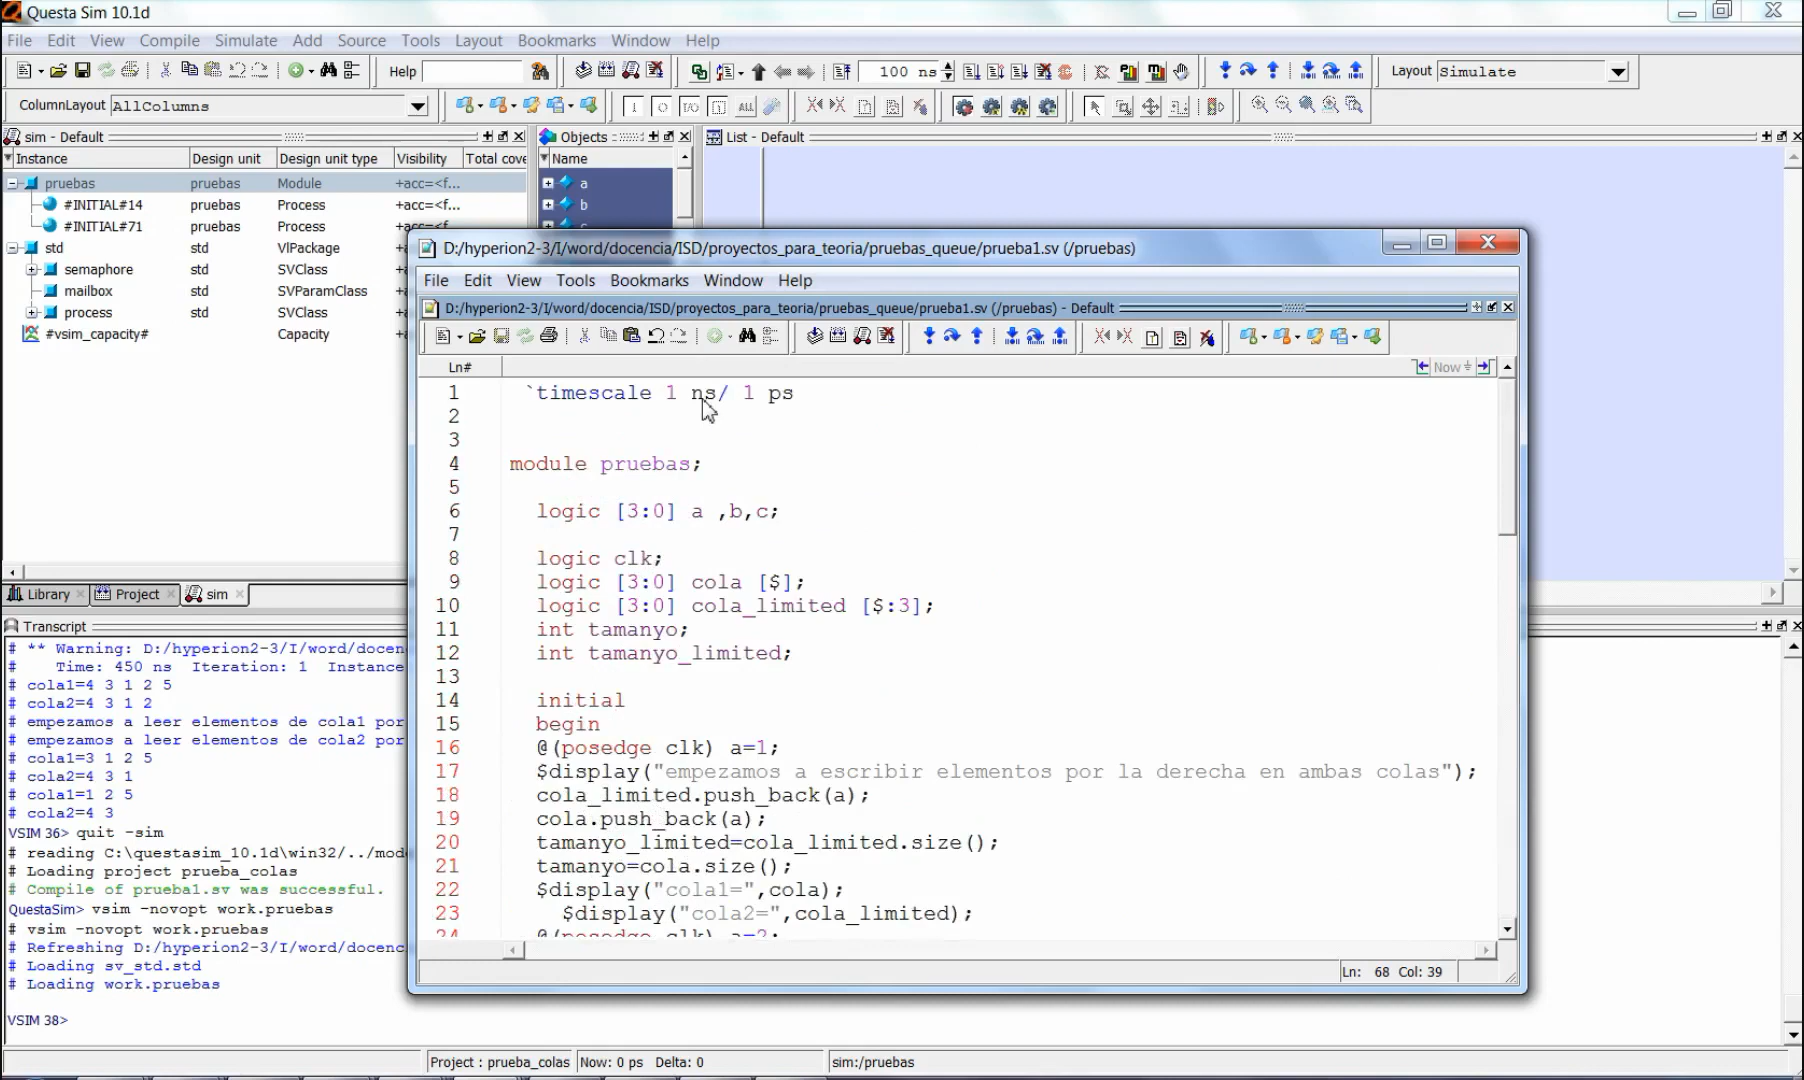 Questa Sim 10.1d
File Edit View Compile Simulate Add Source Tools Layout Bookmarks Window Help
Help 100 ns Layout Simulate
ColumnLayout AllColumns
sim - Default
Instance Design unit Design unit type Visibility Total cove
pruebas pruebas Module +acc=<f...
#INITIAL#14 pruebas Process +acc=<f...
#INITIAL#71 pruebas Process +acc=<f...
std std VlPackage +acc=<f...
semaphore std SVClass
mailbox std SVParamClass
process std SVClass
#vsim_capacity# Capacity
Objects
Name
a
b
List - Default
Library Project sim
Transcript
# ** Warning: D:/hyperion2-3/I/word/docen
# Time: 450 ns Iteration: 1 Instanc
# cola1=4 3 1 2 5
# cola2=4 3 1 2
# empezamos a leer elementos de cola1 por
# empezamos a leer elementos de cola2 por
# cola1=3 1 2 5
# cola2=4 3 1
# cola1=1 2 5
# cola2=4 3
VSIM 36> quit -sim
# reading C:\questasim_10.1d\win32/../mod
# Loading project prueba_colas
# Compile of prueba1.sv was successful.
QuestaSim> vsim -novopt work.pruebas
# vsim -novopt work.pruebas
# Refreshing D:/hyperion2-3/I/word/docenc
# Loading sv_std.std
# Loading work.pruebas
VSIM 38>
D:/hyperion2-3/I/word/docencia/ISD/proyectos_para_teoria/pruebas_queue/prueba1.sv (/pruebas)
File Edit View Tools Bookmarks Window Help
D:/hyperion2-3/I/word/docencia/ISD/proyectos_para_teoria/pruebas_queue/prueba1.sv (/pruebas) - Default
Ln# Now
1 `timescale 1 ns/ 1 ps
2
3
4 module pruebas;
5
6 logic [3:0] a ,b,c;
7
8 logic clk;
9 logic [3:0] cola [$];
10 logic [3:0] cola_limited [$:3];
11 int tamanyo;
12 int tamanyo_limited;
13
14 initial
15 begin
16 @(posedge clk) a=1;
17 $display("empezamos a escribir elementos por la derecha en ambas colas");
18 cola_limited.push_back(a);
19 cola.push_back(a);
20 tamanyo_limited=cola_limited.size();
21 tamanyo=cola.size();
22 $display("cola1=",cola);
23 $display("cola2=",cola_limited);
24 @(posedge clk) a=2;
Ln: 68 Col: 39
Project : prueba_colas Now: 0 ps Delta: 0 sim:/pruebas